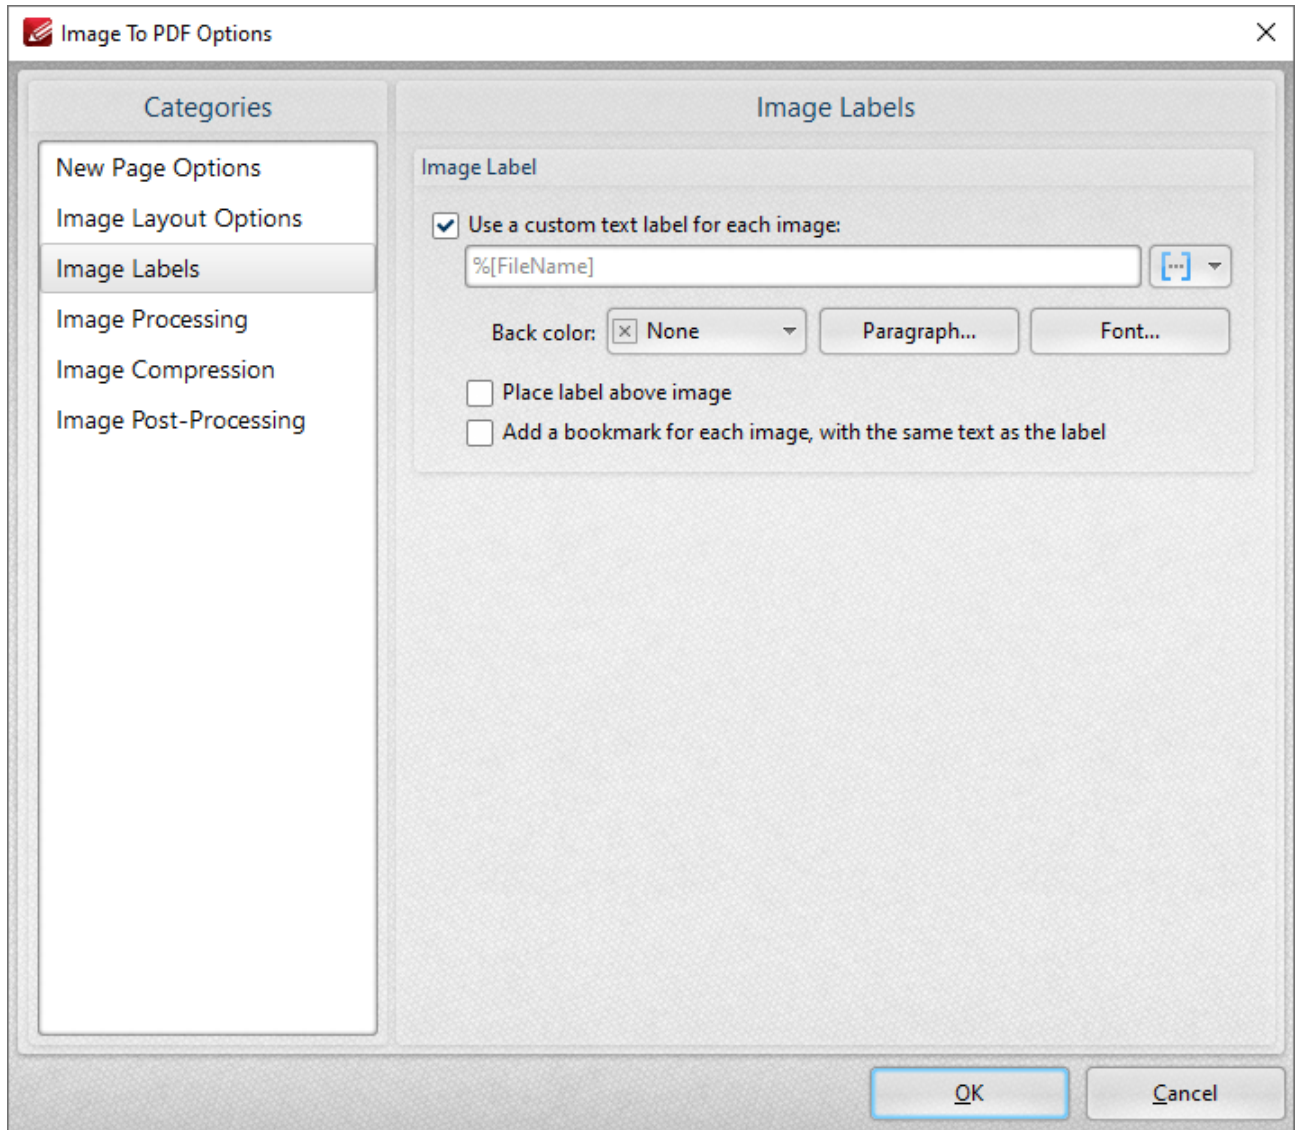 Image To PDF Options
Categories
New Page Options
Image Layout Options
Image Labels
Image Processing
Image Compression
Image Post-Processing
Image Labels
Image Label
Use a custom text label for each image:
%[FileName]
Back color: None Paragraph... Font...
Place label above image
Add a bookmark for each image, with the same text as the label
OK Cancel